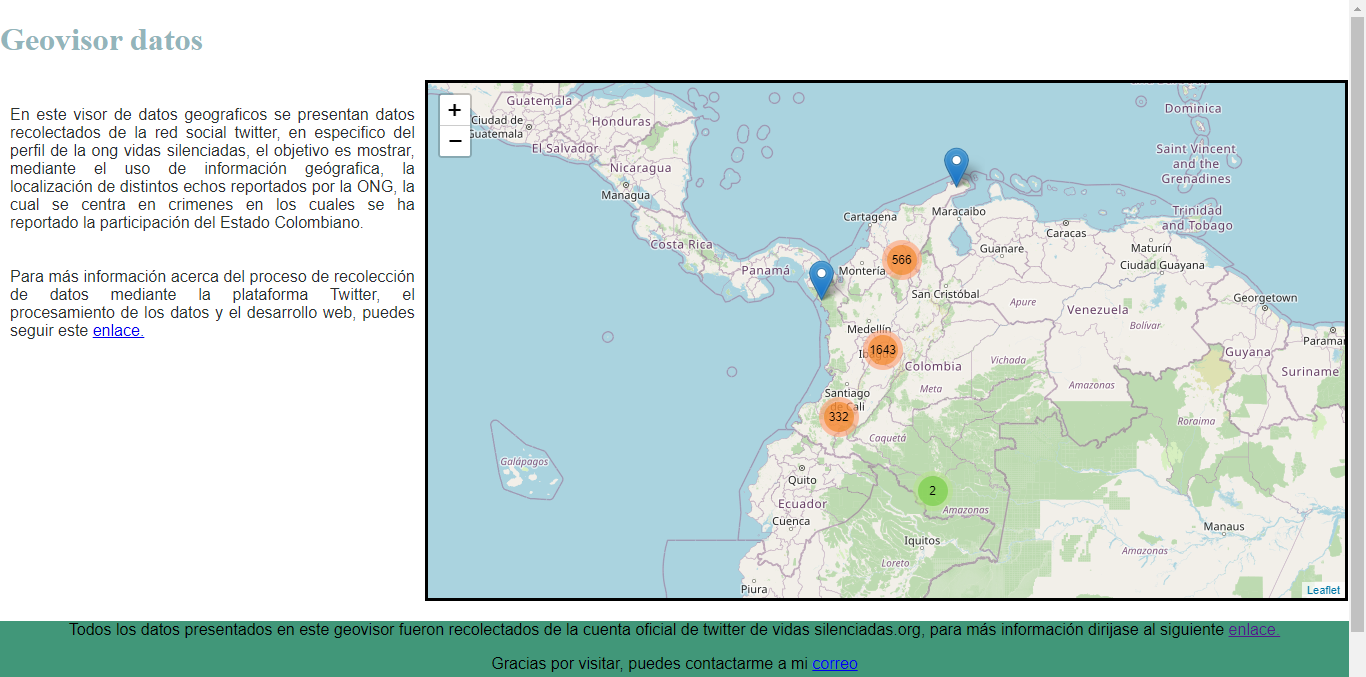 Geovisor datos
En este visor de datos geograficos se presentan datos
recolectados de la red social twitter, en especifico del
perfil de la ong vidas silenciadas, el objetivo es mostrar,
mediante el uso de información geógrafica, la
localización de distintos echos reportados por la ONG, la
cual se centra en crimenes en los cuales se ha
reportado la participación del Estado Colombiano.
Para más información acerca del proceso de recolección
de datos mediante la plataforma Twitter, el
procesamiento de los datos y el desarrollo web, puedes
seguir este enlace.
+
−
Guatemala
Ciudad de
Guatemala
Honduras
El Salvador
Nicaragua
Managua
Costa Rica
Panamá
Dominica
Saint Vincent
and the
Grenadines
Trinidad
and Tobago
Cartagena
Maracaibo
Caracas
Guanare
Maturín
Ciudad Guayana
Montería
566
San Cristóbal
Apure
Georgetown
Venezuela
Bolívar
Medellín
1643
Colombia
Vichada
Guyana
Suriname
Meta
Amazonas
Santiago
de Cali
332
Caquetá
Roraima
Galápagos
Quito
Ecuador
Cuenca
2
Amazonas
Iquitos
Loreto
Manaus
Amazonas
Piura
Leaflet
Todos los datos presentados en este geovisor fueron recolectados de la cuenta oficial de twitter de vidas silenciadas.org, para más información dirijase al siguiente enlace.
Gracias por visitar, puedes contactarme a mi correo